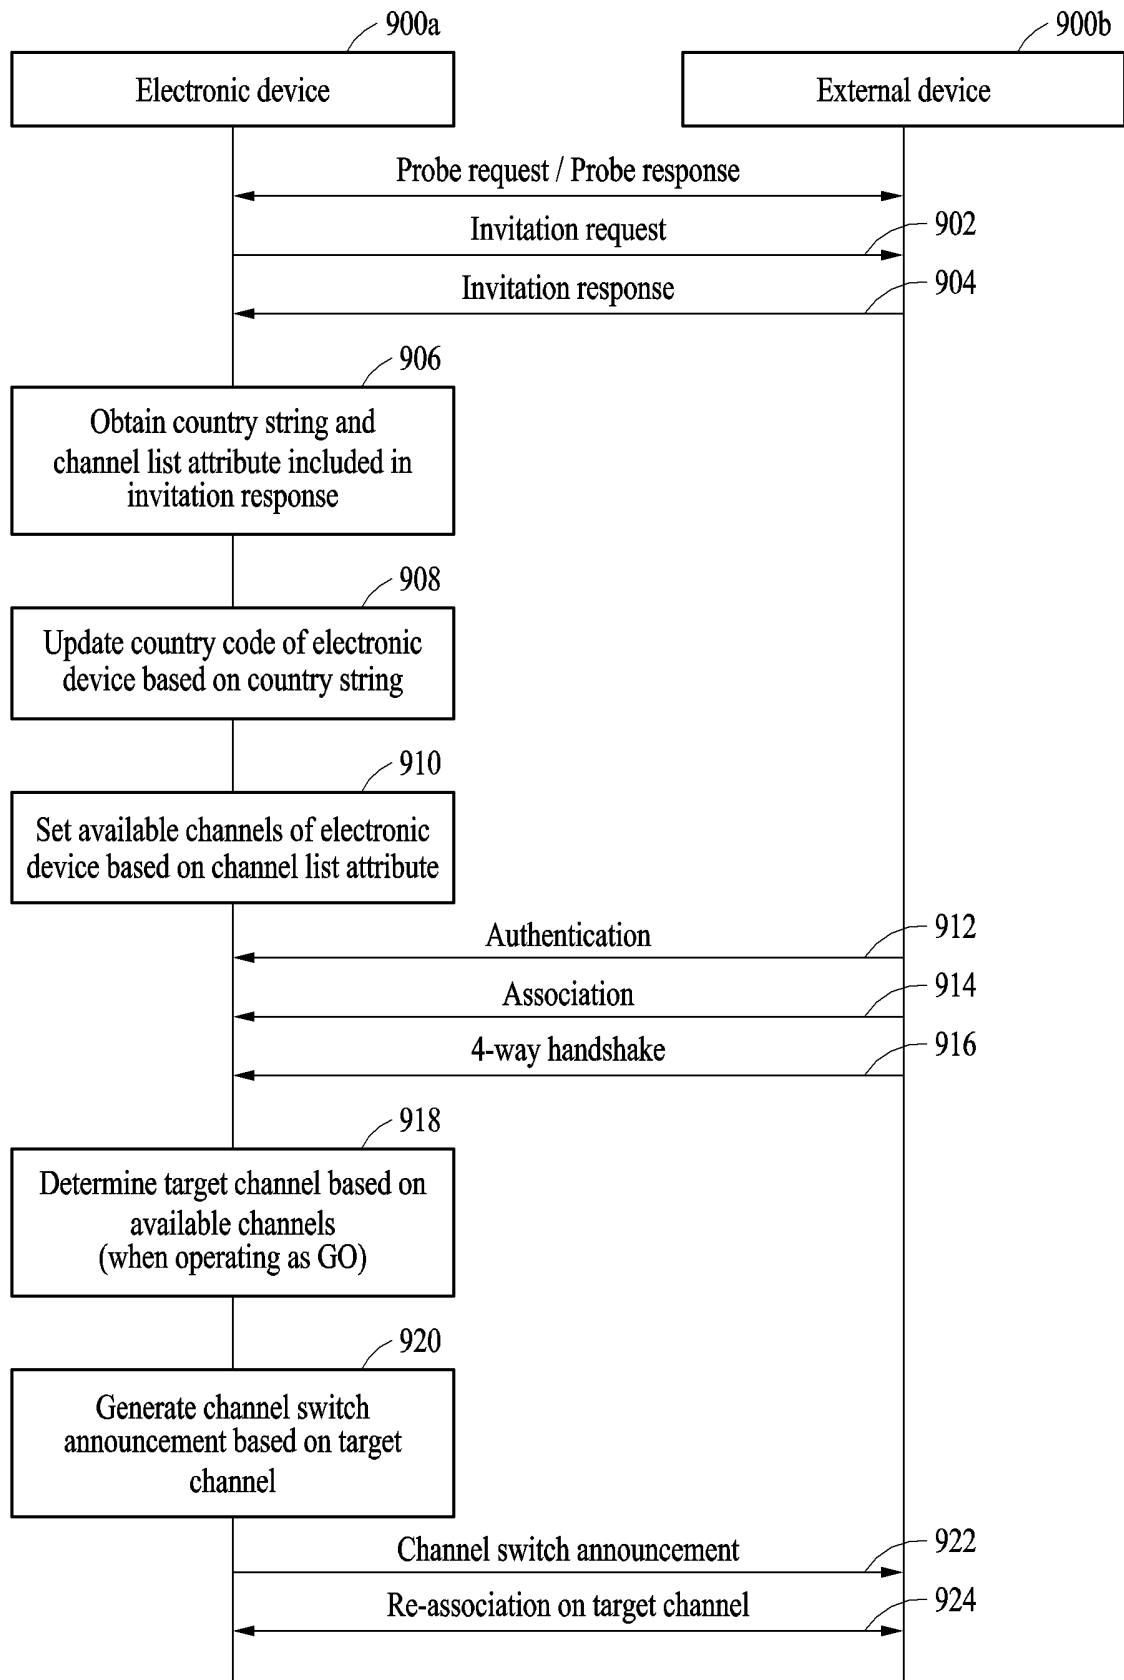 900a
900b
Electronic device
External device
Probe request / Probe response
Invitation request
902
Invitation response
904
906
Obtain country string and
channel list attribute included in
invitation response
908
Update country code of electronic
device based on country string
910
Set available channels of electronic
device based on channel list attribute
Authentication
912
Association
914
4-way handshake
916
918
Determine target channel based on
available channels
(when operating as GO)
920
Generate channel switch
announcement based on target
channel
Channel switch announcement
922
Re-association on target channel
924